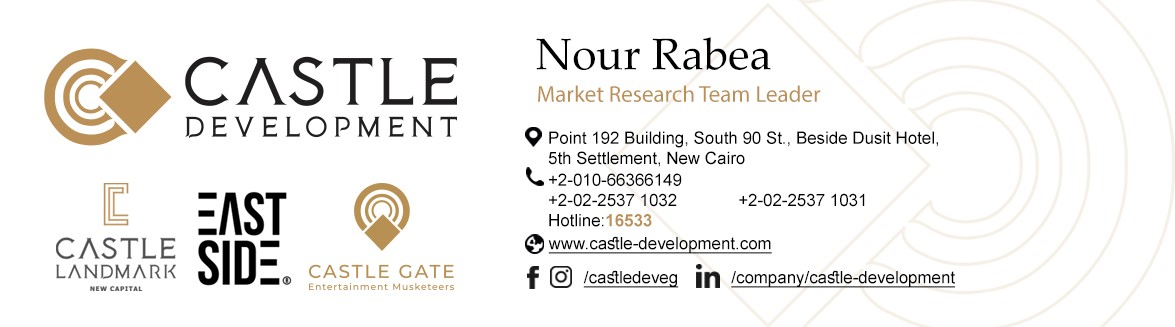 CASTLE
DEVELOPMENT
CASTLE
LANDMARK
NEW CAPITAL
EAST
SIDE®
CASTLE GATE
Entertainment Musketeers
Nour Rabea
Market Research Team Leader
Point 192 Building, South 90 St., Beside Dusit Hotel,
5th Settlement, New Cairo
+2-010-66366149
+2-02-2537 1032 +2-02-2537 1031
Hotline:16533
www.castle-development.com
/castledeveg /company/castle-development